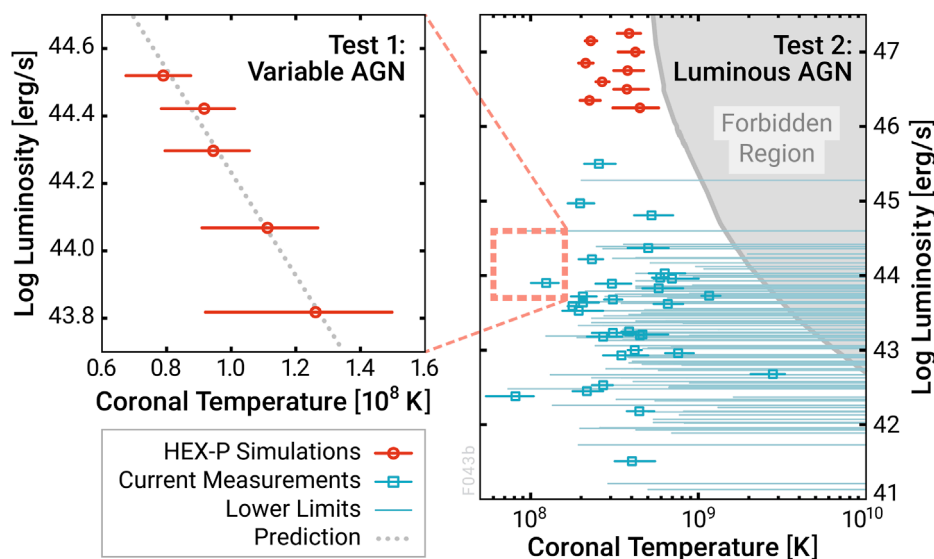 Test 1:
Variable AGN
44.6
44.4
44.2
44.0
43.8
Log Luminosity [erg/s]
0.6
0.8
1.0
1.2
1.4
1.6
Coronal Temperature [10⁸ K]
HEX-P Simulations
Current Measurements
Lower Limits
Prediction
Test 2:
Luminous AGN
Forbidden
Region
47
46
45
44
43
42
41
Log Luminosity [erg/s]
F043b
10⁸
10⁹
10¹⁰
Coronal Temperature [K]